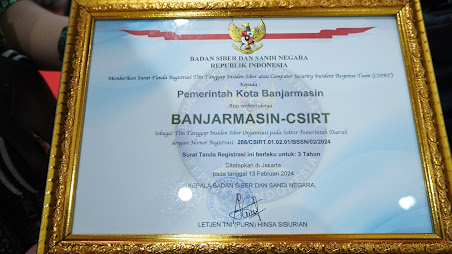 BADAN SIBER DAN SANDI NEGARA
REPUBLIK INDONESIA
Memberikan Surat Tanda Registrasi Tim Tanggap Insiden Siber atau Computer Security Incident Response Team (CSIRT)
Kepada :
Pemerintah Kota Banjarmasin
Atas terbentuknya
BANJARMASIN-CSIRT
Sebagai Tim Tanggap Insiden Siber Organisasi pada Sektor Pemerintah Daerah
dengan Nomor Registrasi: 286/CSIRT.01.02.01/BSSN/02/2024
Surat Tanda Registrasi ini berlaku untuk: 3 Tahun
Ditetapkan di Jakarta
pada tanggal 13 Februari 2024
KEPALA BADAN SIBER DAN SANDI NEGARA,
LETJEN TNI (PURN) HINSA SIBURIAN